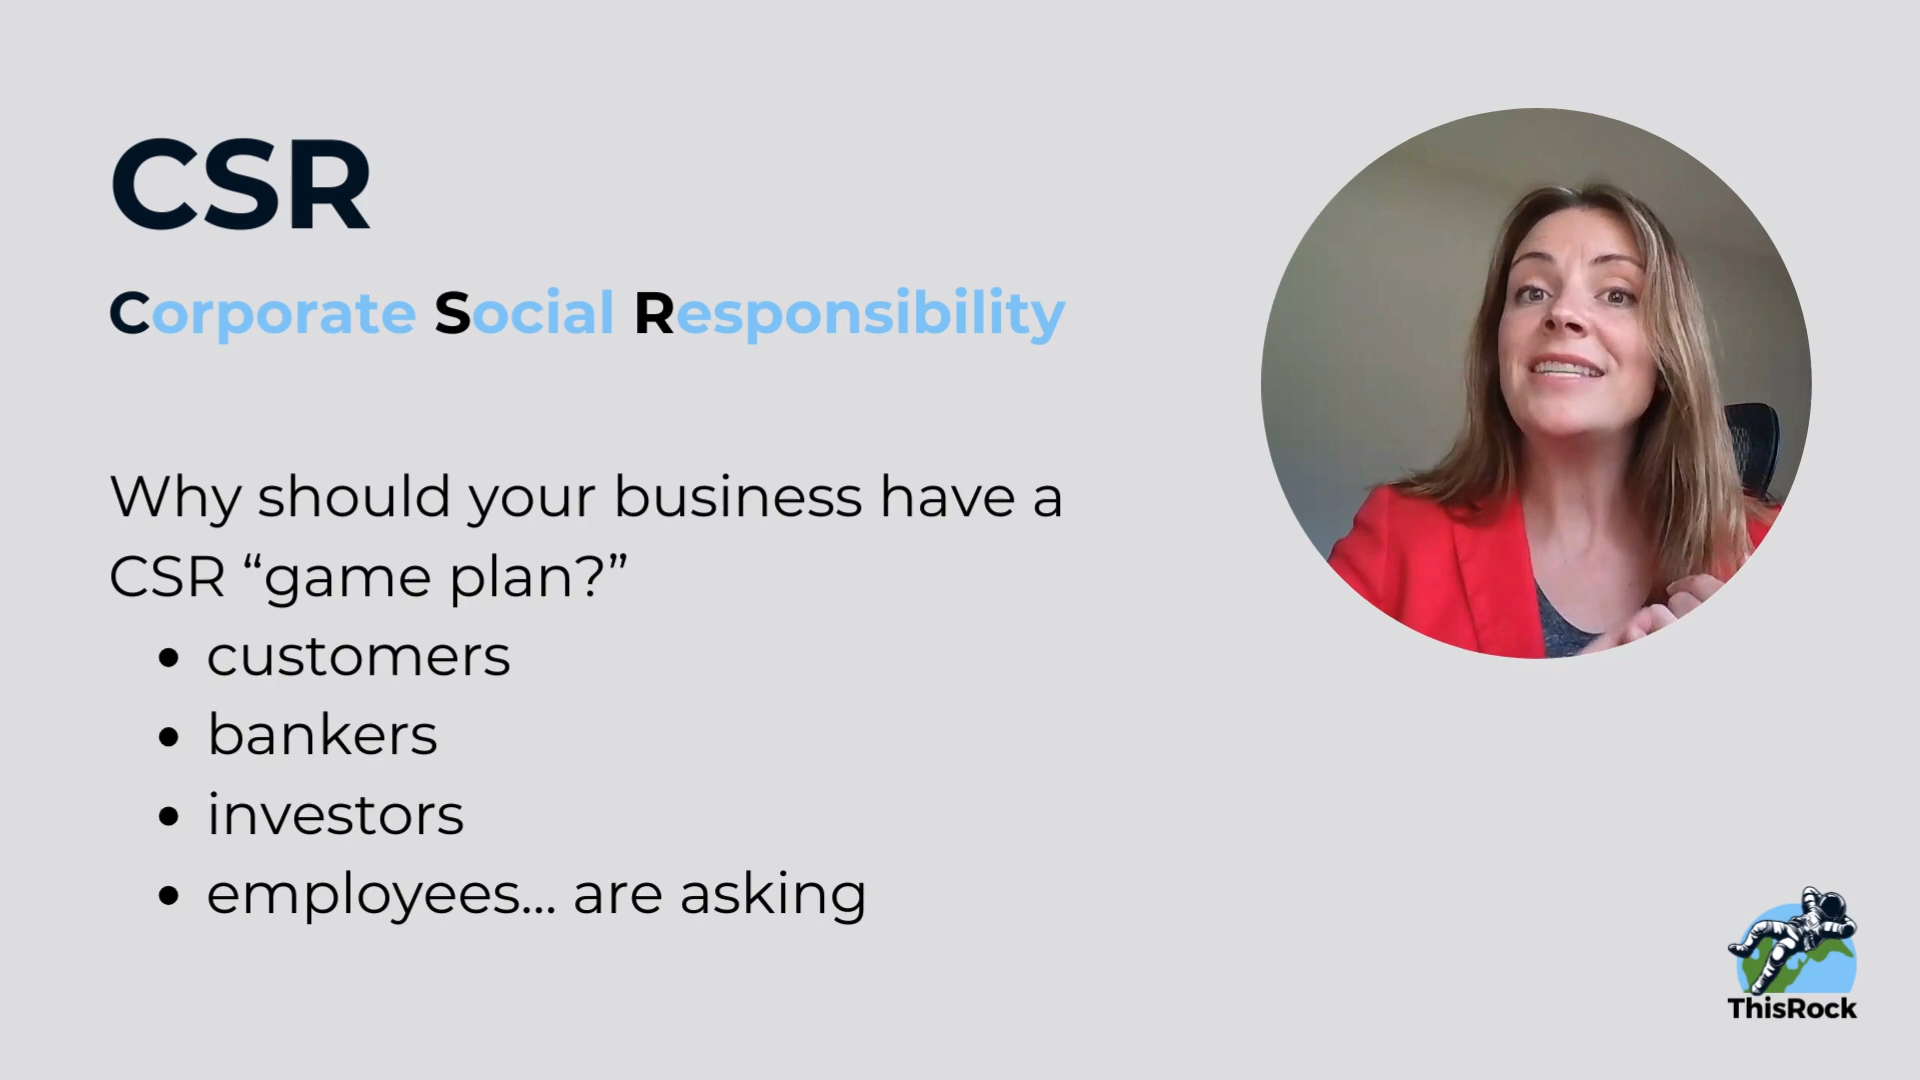 CSR
Corporate Social Responsibility
Why should your business have a
CSR “game plan?”
• customers
• bankers
• investors
• employees... are asking
ThisRock